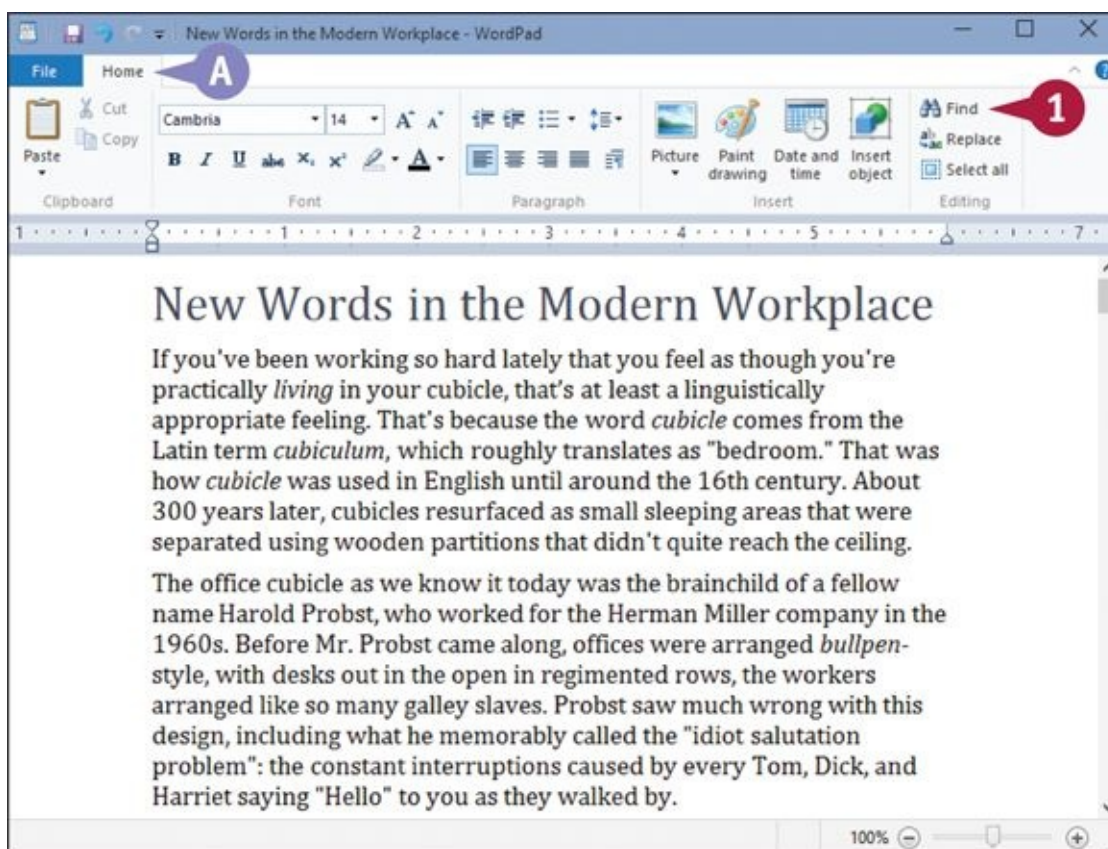 New Words in the Modern Workplace - WordPad
File Home A
Cut
Copy
Paste
Clipboard
Cambria 14 A A
B I U abc X₂ X² A
Font
Paragraph
Picture
Paint drawing
Date and time
Insert object
Insert
Find 1
Replace
Select all
Editing
1 1 2 3 4 5 7
New Words in the Modern Workplace
If you've been working so hard lately that you feel as though you're
practically living in your cubicle, that's at least a linguistically
appropriate feeling. That's because the word cubicle comes from the
Latin term cubiculum, which roughly translates as "bedroom." That was
how cubicle was used in English until around the 16th century. About
300 years later, cubicles resurfaced as small sleeping areas that were
separated using wooden partitions that didn't quite reach the ceiling.
The office cubicle as we know it today was the brainchild of a fellow
name Harold Probst, who worked for the Herman Miller company in the
1960s. Before Mr. Probst came along, offices were arranged bullpen-
style, with desks out in the open in regimented rows, the workers
arranged like so many galley slaves. Probst saw much wrong with this
design, including what he memorably called the "idiot salutation
problem": the constant interruptions caused by every Tom, Dick, and
Harriet saying "Hello" to you as they walked by.
100%